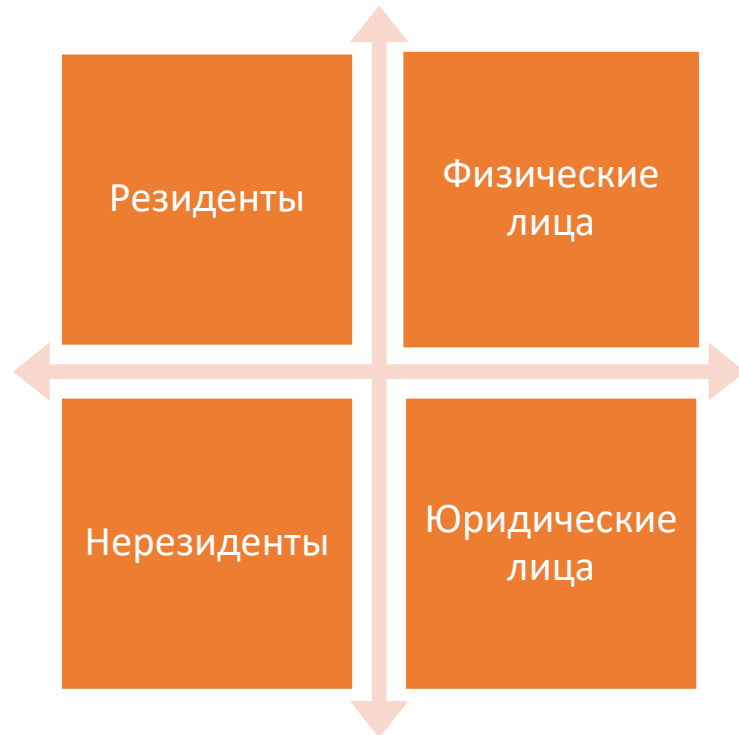 Резиденты
Физические
лица
Нерезиденты
Юридические
лица